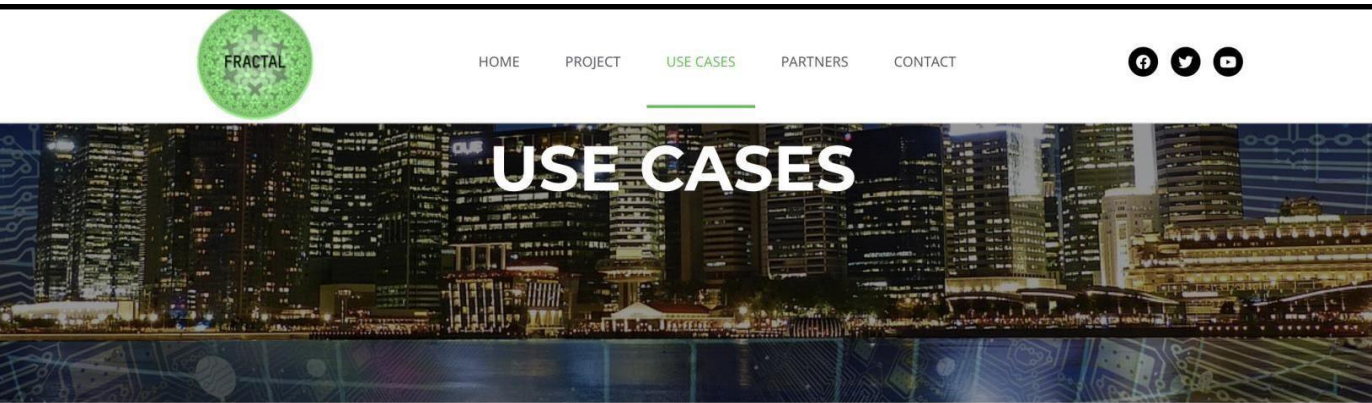 FRACTAL
HOME PROJECT USE CASES PARTNERS CONTACT
USE CASES